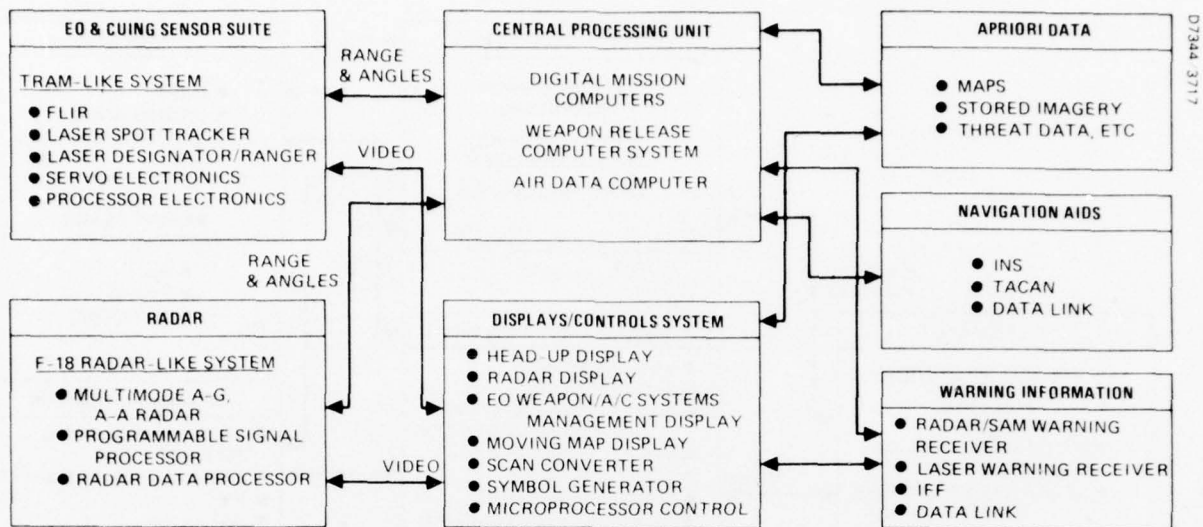 EO & CUING SENSOR SUITE
TRAM-LIKE SYSTEM
● FLIR
● LASER SPOT TRACKER
● LASER DESIGNATOR/RANGER
● SERVO ELECTRONICS
● PROCESSOR ELECTRONICS
RANGE
& ANGLES
VIDEO
CENTRAL PROCESSING UNIT
DIGITAL MISSION
COMPUTERS
WEAPON RELEASE
COMPUTER SYSTEM
AIR DATA COMPUTER
APRIORI DATA
● MAPS
● STORED IMAGERY
● THREAT DATA, ETC
D7344 3717
NAVIGATION AIDS
● INS
● TACAN
● DATA LINK
RANGE
& ANGLES
RADAR
F-18 RADAR-LIKE SYSTEM
● MULTIMODE A-G,
A-A RADAR
● PROGRAMMABLE SIGNAL
PROCESSOR
● RADAR DATA PROCESSOR
VIDEO
DISPLAYS/CONTROLS SYSTEM
● HEAD-UP DISPLAY
● RADAR DISPLAY
● EO WEAPON/A/C SYSTEMS
MANAGEMENT DISPLAY
● MOVING MAP DISPLAY
● SCAN CONVERTER
● SYMBOL GENERATOR
● MICROPROCESSOR CONTROL
WARNING INFORMATION
● RADAR/SAM WARNING
RECEIVER
● LASER WARNING RECEIVER
● IFF
● DATA LINK